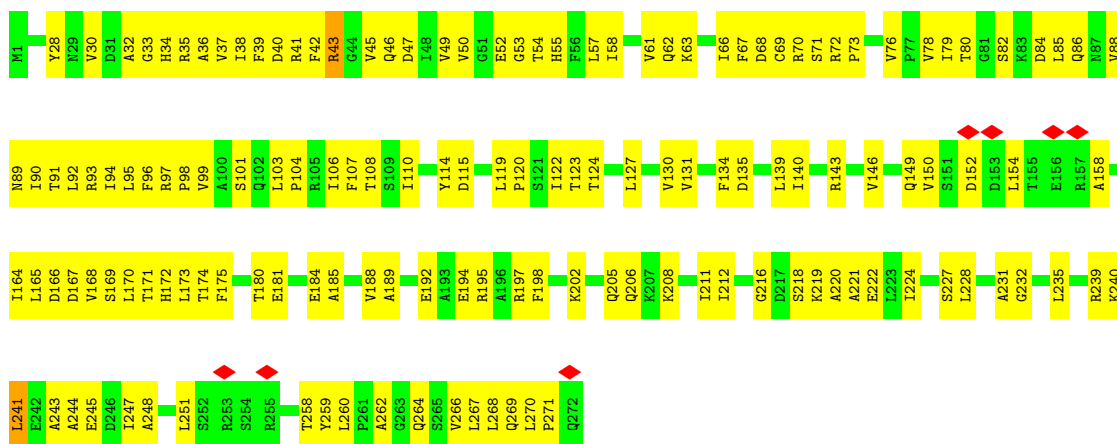 M1 Y28 N29 V30 D31 A32 G33 H34 R35 A36 V37 I38 F39 D40 R41 F42 R43 G44 V45 Q46 D47 I48 V49 V50 G51 E52 G53 T54 H55 F56 L57 I58 V61 Q62 K63 I66 F67 D68 C69 R70 S71 R72 P73 V76 P77 V78 I79 T80 G81 S82 K83 D84 L85 Q86 N87 V88
N89 I90 T91 L92 R93 I94 L95 F96 R97 P98 V99 A100 S101 Q102 L103 P104 R105 I106 F107 T108 S109 I110 Y114 D115 L119 P120 S121 I122 T123 T124 L127 V130 V131 F134 D135 L139 I140 R143 V146 Q149 V150 S151 D152 D153 L154 T155 E156 R157 A158
I164 L165 D166 D167 V168 S169 L170 T171 H172 L173 T174 F175 T180 E181 E184 A185 V188 A189 E192 A193 E194 R195 A196 R197 F198 K202 Q205 Q206 K207 K208 I211 I212 G216 D217 S218 K219 A220 A221 E222 L223 I224 S227 L228 A231 G232 L235 R239 K240
L241 E242 A243 A244 E245 D246 I247 A248 L251 S252 R253 S254 R255 T258 Y259 L260 P261 A262 G263 Q264 S265 V266 L267 L268 Q269 L270 P271 Q272